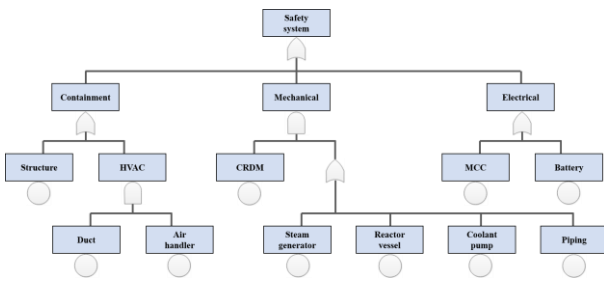 Safety
system
Containment
Mechanical
Electrical
Structure
HVAC
CRDM
MCC
Battery
Duct
Air
handler
Steam
generator
Reactor
vessel
Coolant
pump
Piping